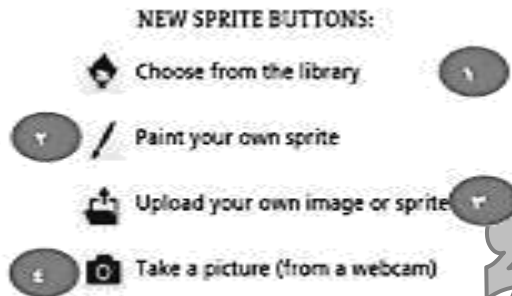 NEW SPRITE BUTTONS:
Choose from the library ١
٢ Paint your own sprite
Upload your own image or sprite ٣
٤ Take a picture (from a webcam)